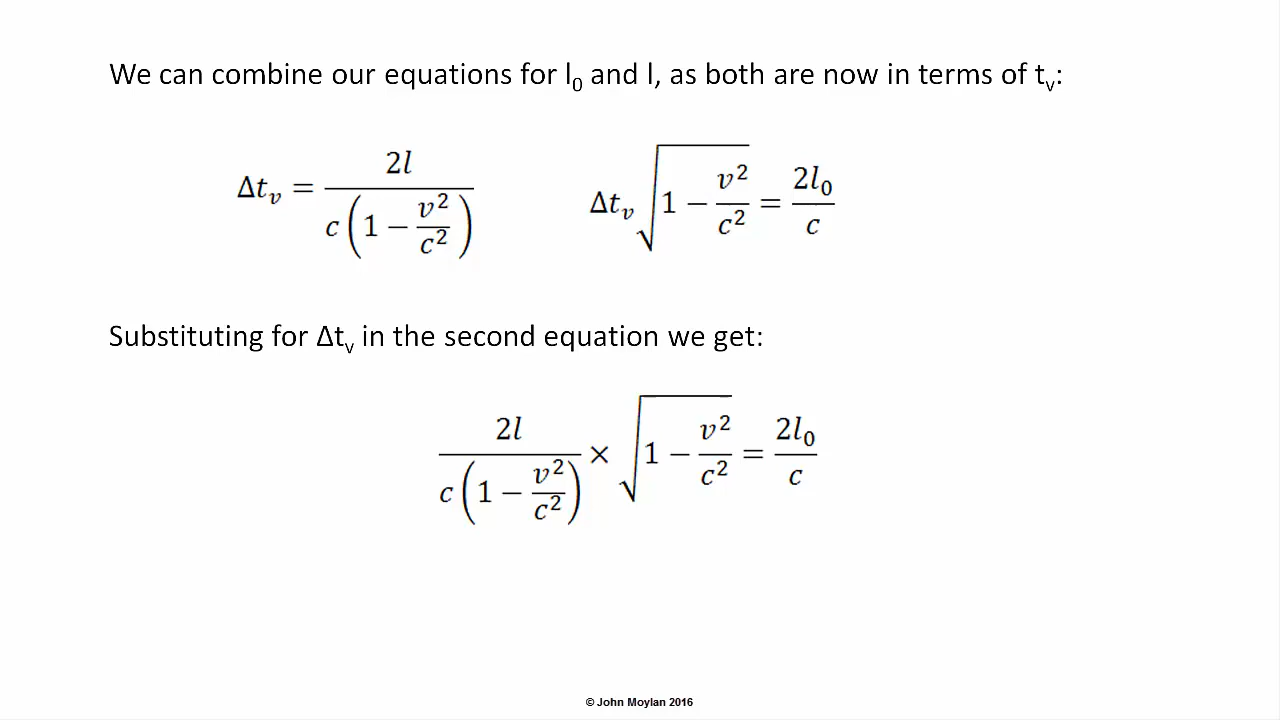 We can combine our equations for l₀ and l, as both are now in terms of tᵥ:
Δtᵥ = 2l / c(1 − v²/c²)    Δtᵥ √(1 − v²/c²) = 2l₀/c
Substituting for Δtᵥ in the second equation we get:
2l / c(1 − v²/c²) × √(1 − v²/c²) = 2l₀/c
© John Moylan 2016